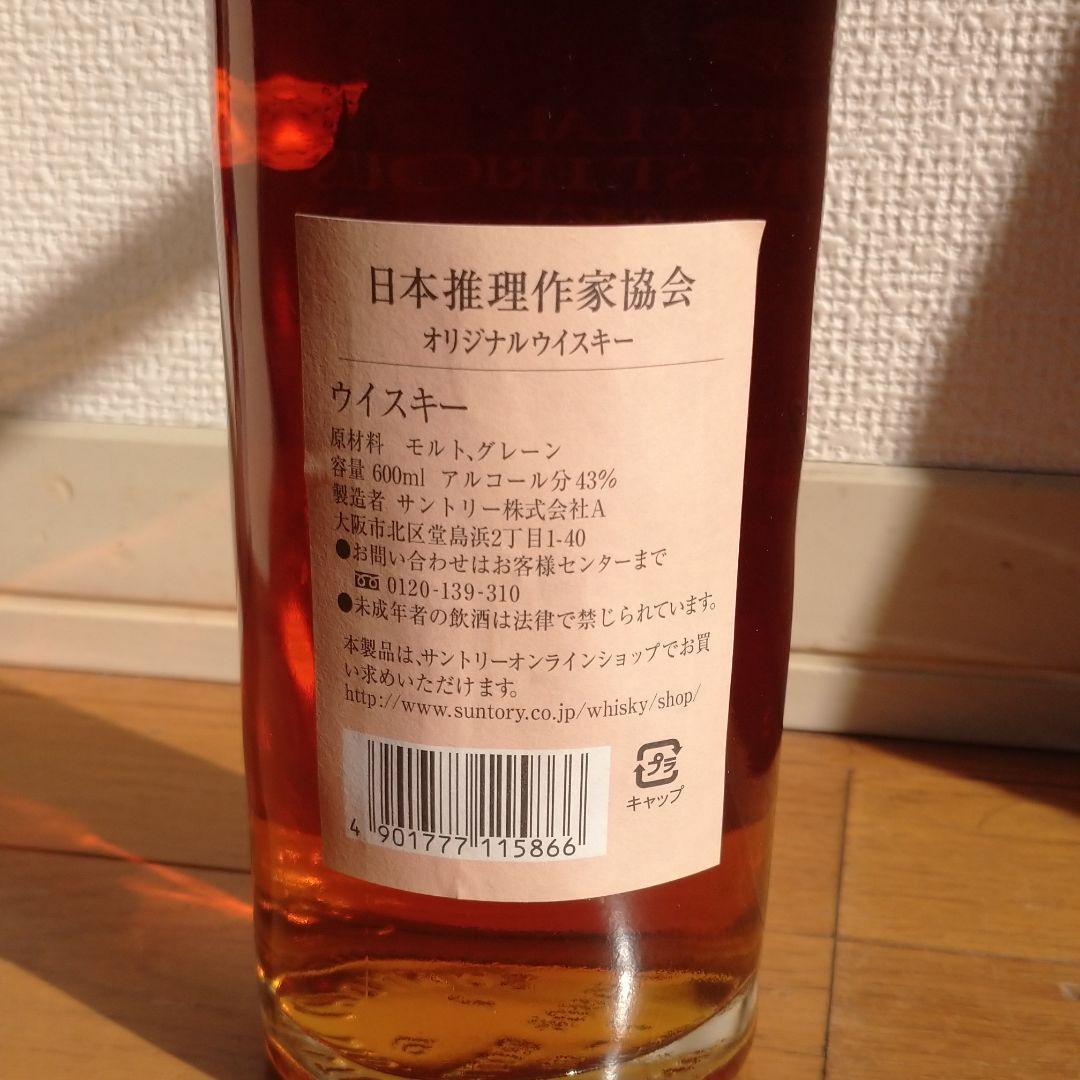 日本推理作家協会
オリジナルウイスキー
ウイスキー
原材料 モルト、グレーン
容量 600ml アルコール分43%
製造者 サントリー株式会社A
大阪市北区堂島浜2丁目1-40
●お問い合わせはお客様センターまで
0120-139-310
●未成年者の飲酒は法律で禁じられています。
本製品は、サントリーオンラインショップでお買
い求めいただけます。
http://www.suntory.co.jp/whisky/shop/
プラ
キャップ
4 901777 115866